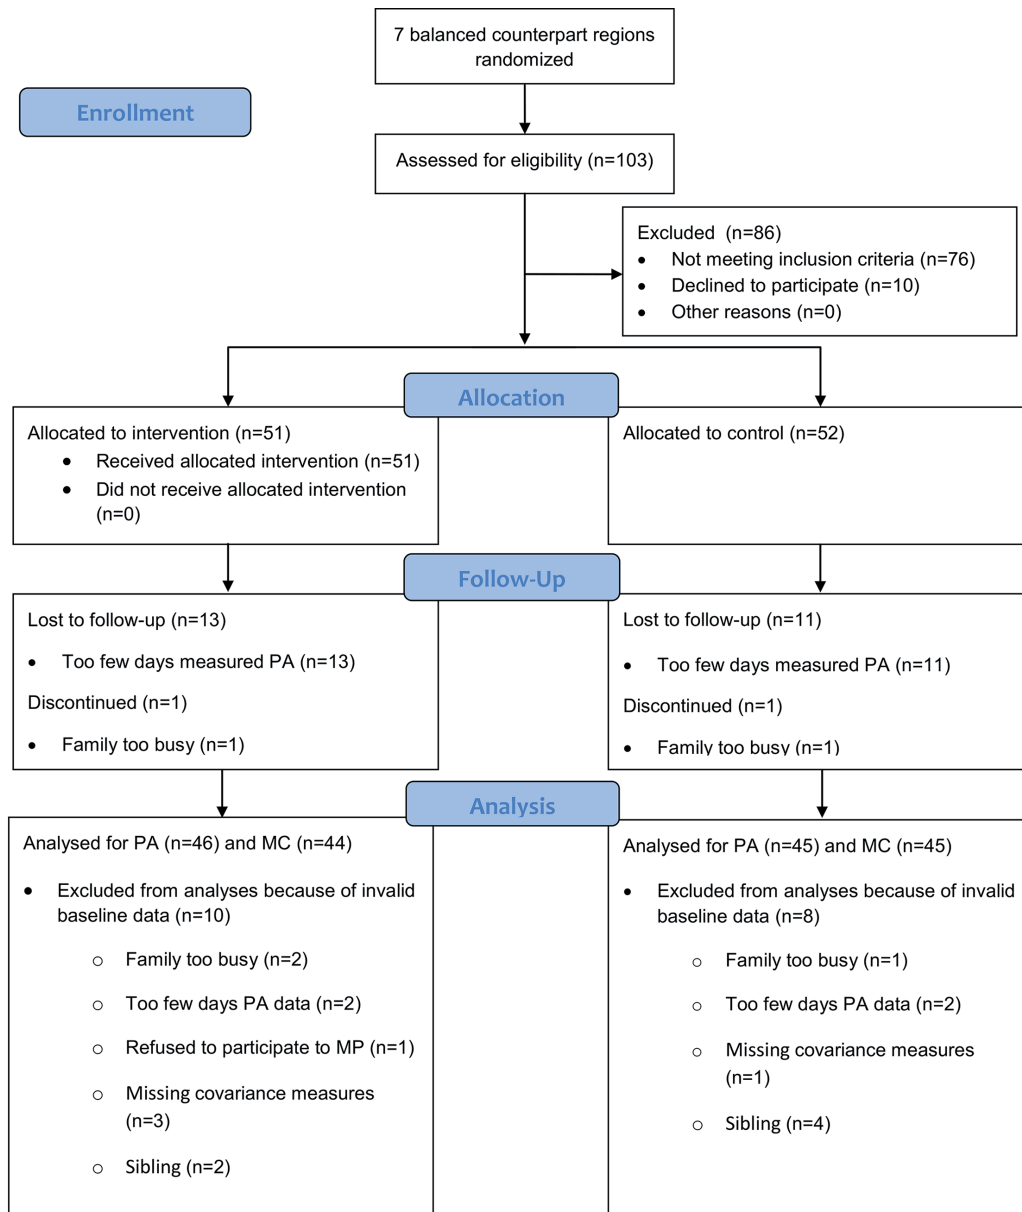 7 balanced counterpart regions
randomized
Enrollment
Assessed for eligibility (n=103)
Excluded  (n=86)
• Not meeting inclusion criteria (n=76)
• Declined to participate (n=10)
• Other reasons (n=0)
Allocation
Allocated to intervention (n=51)
• Received allocated intervention (n=51)
• Did not receive allocated intervention
(n=0)
Allocated to control (n=52)
Follow-Up
Lost to follow-up (n=13)
• Too few days measured PA (n=13)
Discontinued (n=1)
• Family too busy (n=1)
Lost to follow-up (n=11)
• Too few days measured PA (n=11)
Discontinued (n=1)
• Family too busy (n=1)
Analysis
Analysed for PA (n=46) and MC (n=44)
• Excluded from analyses because of invalid
baseline data (n=10)
○ Family too busy (n=2)
○ Too few days PA data (n=2)
○ Refused to participate to MP (n=1)
○ Missing covariance measures
(n=3)
○ Sibling (n=2)
Analysed for PA (n=45) and MC (n=45)
• Excluded from analyses because of invalid
baseline data (n=8)
○ Family too busy (n=1)
○ Too few days PA data (n=2)
○ Missing covariance measures
(n=1)
○ Sibling (n=4)